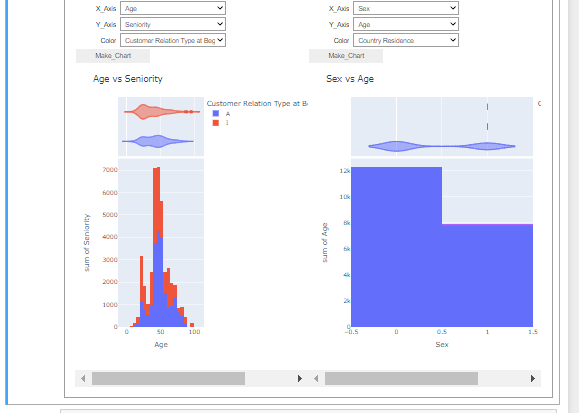 X_Axis Age X_Axis Sex
Y_Axis Seniority Y_Axis Age
Color Customer Relation Type at Beg Color Country Residence
Make_Chart Make_Chart
Age vs Seniority Sex vs Age
Customer Relation Type at B
A
I
7000
6000
5000
4000
3000
2000
1000
0
sum of Seniority
0 50 100
Age
12k
10k
8k
6k
4k
2k
0
sum of Age
−0.5 0 0.5 1 1.5
Sex